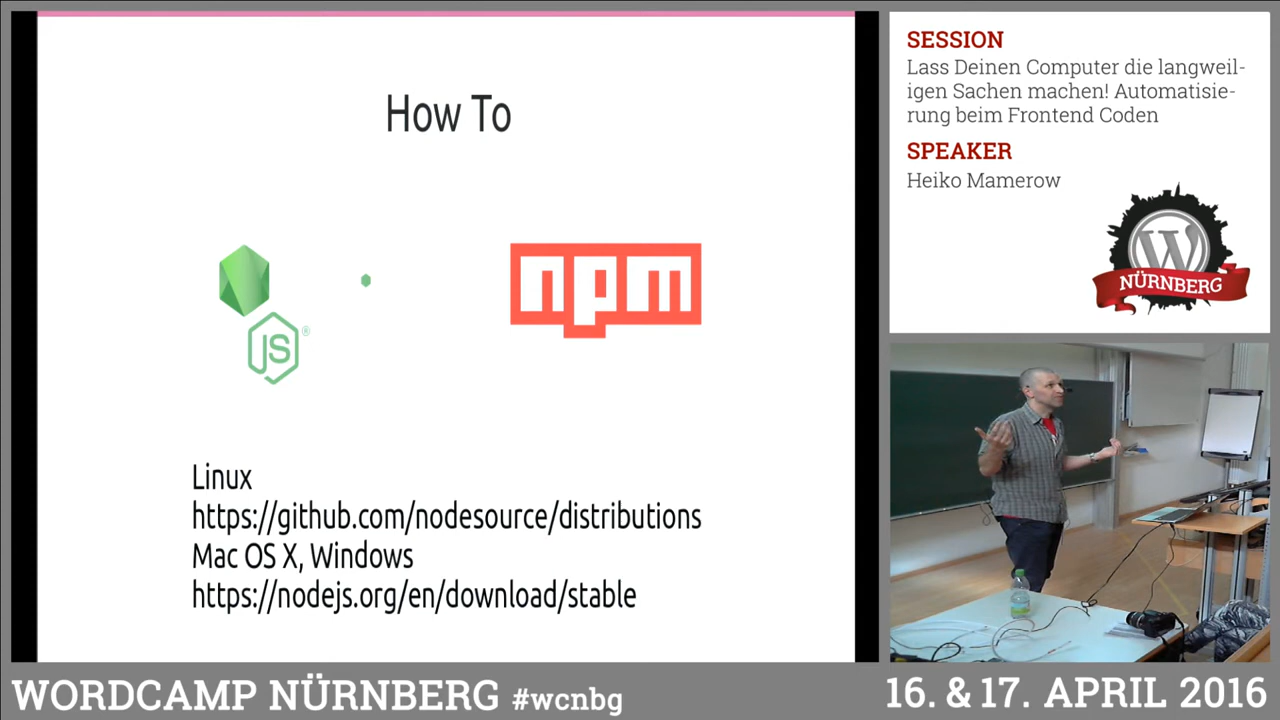 How To
JS
®
npm
Linux
https://github.com/nodesource/distributions
Mac OS X, Windows
https://nodejs.org/en/download/stable
SESSION
Lass Deinen Computer die langweil-
igen Sachen machen! Automatisie-
rung beim Frontend Coden
SPEAKER
Heiko Mamerow
W
NÜRNBERG
WORDCAMP NÜRNBERG #wcnbg
16. & 17. APRIL 2016